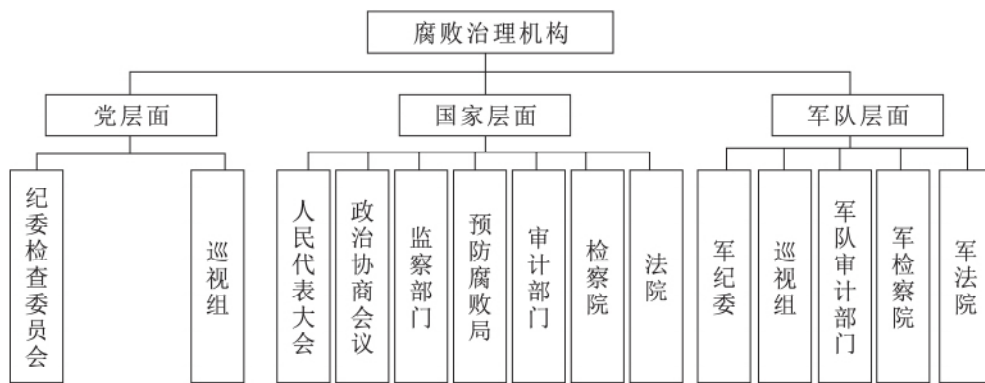 腐败治理机构
党层面
国家层面
军队层面
纪委检查委员会
巡视组
人民代表大会
政治协商会议
监察部门
预防腐败局
审计部门
检察院
法院
军纪委
巡视组
军队审计部门
军检察院
军法院